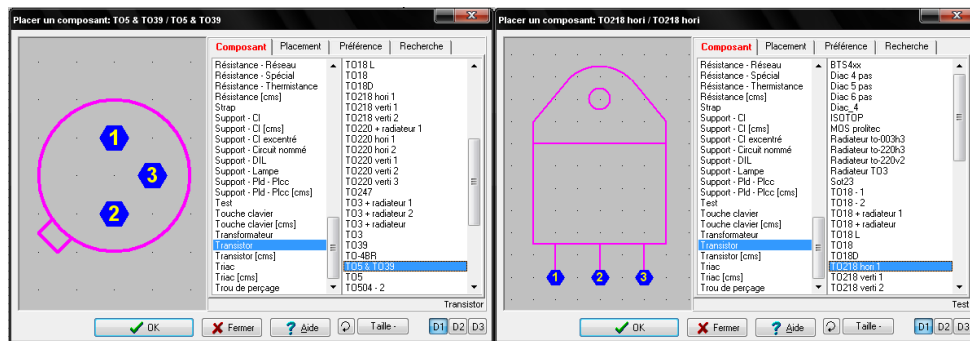 Placer un composant: TO5 & TO39 / TO5 & TO39
1
3
2
Composant
Placement
Préférence
Recherche
Résistance - Réseau
Résistance - Spécial
Résistance - Thermistance
Résistance [cms]
Strap
Support - CI
Support - CI [cms]
Support - CI excentré
Support - Circuit nommé
Support - DIL
Support - Lampe
Support - Pld - Plcc
Support - Pld - Plcc [cms]
Test
Touche clavier
Touche clavier [cms]
Transformateur
Transistor
Transistor [cms]
Triac
Triac [cms]
Trou de perçage
TO18 L
TO18
TO18D
TO218 hori 1
TO218 verti 1
TO218 verti 2
TO220 + radiateur 1
TO220 hori 1
TO220 hori 2
TO220 verti 1
TO220 verti 2
TO220 verti 3
TO247
TO3 + radiateur 1
TO3 + radiateur 2
TO3 + radiateur
TO3
TO39
TO-4BR
TO5 & TO39
TO5
TO504 - 2
Transistor
OK
Fermer
Aide
Taille -
D1 D2 D3
Placer un composant: TO218 hori / TO218 hori
1 2 3
Composant
Placement
Préférence
Recherche
Résistance - Réseau
Résistance - Spécial
Résistance - Thermistance
Résistance [cms]
Strap
Support - CI
Support - CI [cms]
Support - CI excentré
Support - Circuit nommé
Support - DIL
Support - Lampe
Support - Pld - Plcc
Support - Pld - Plcc [cms]
Test
Touche clavier
Touche clavier [cms]
Transformateur
Transistor
Transistor [cms]
Triac
Triac [cms]
Trou de perçage
BTS4xx
Diac 4 pas
Diac 5 pas
Diac 6 pas
Diac_4
ISOTOP
MOS prolitec
Radiateur to-003h3
Radiateur to-220h3
Radiateur to-220v2
Radiateur TO3
Sot23
TO18 - 1
TO18 - 2
TO18 + radiateur 1
TO18 + radiateur
TO18 L
TO18
TO18D
TO218 hori 1
TO218 verti 1
TO218 verti 2
Test
OK
Fermer
Aide
Taille -
D1 D2 D3